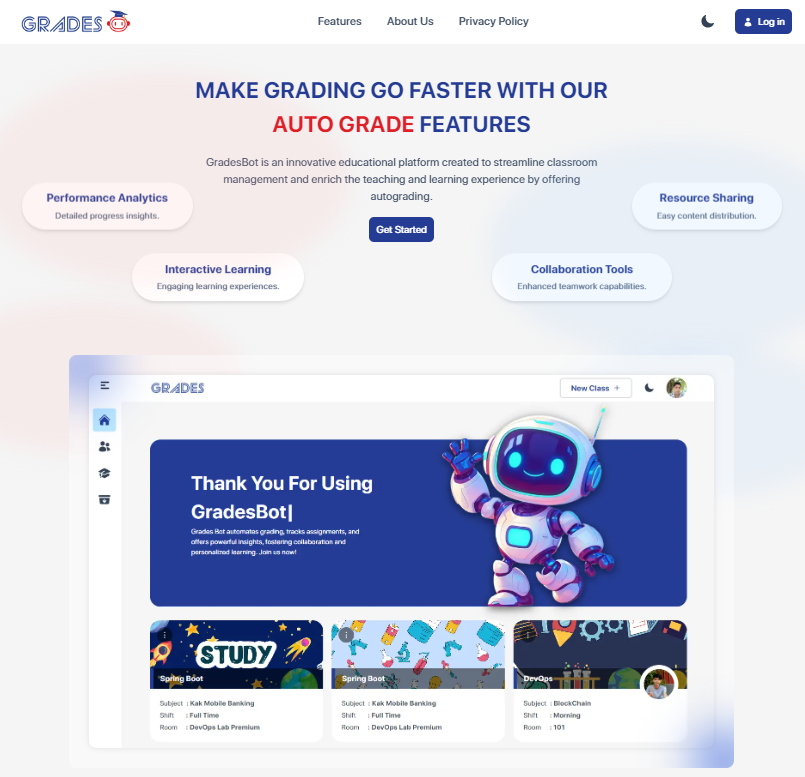 GRADES
Features
About Us
Privacy Policy
Log in
MAKE GRADING GO FASTER WITH OUR
AUTO GRADE FEATURES
GradesBot is an innovative educational platform created to streamline classroom
management and enrich the teaching and learning experience by offering
autograding.
Get Started
Performance Analytics
Detailed progress insights.
Resource Sharing
Easy content distribution.
Interactive Learning
Engaging learning experiences.
Collaboration Tools
Enhanced teamwork capabilities.
GRADES
New Class +
Thank You For Using
GradesBot|
Grades Bot automates grading, tracks assignments, and
offers powerful insights, fostering collaboration and
personalized learning. Join us now!
STUDY
Spring Boot
Subject : Kak Mobile Banking
Shift : Full Time
Room : DevOps Lab Premium
Spring Boot
Subject : Kak Mobile Banking
Shift : Full Time
Room : DevOps Lab Premium
DevOps
Subject : BlockChain
Shift : Morning
Room : 101